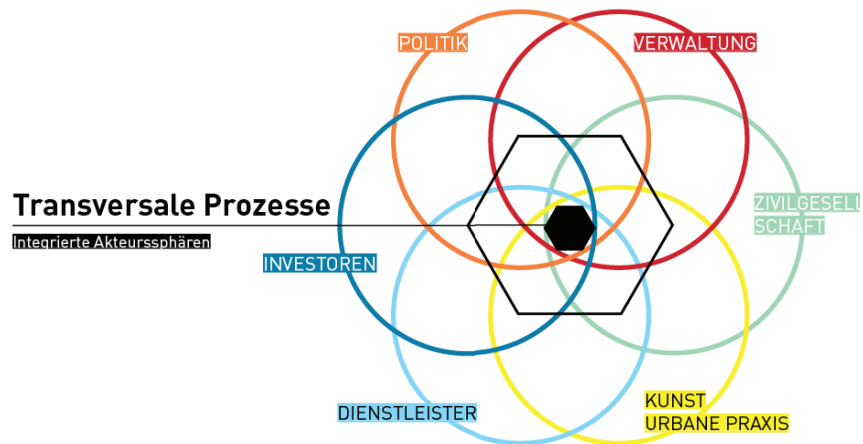 POLITIK
VERWALTUNG
Transversale Prozesse
Integrierte Akteurssphären
ZIVILGESELL
SCHAFT
INVESTOREN
DIENSTLEISTER
KUNST
URBANE PRAXIS